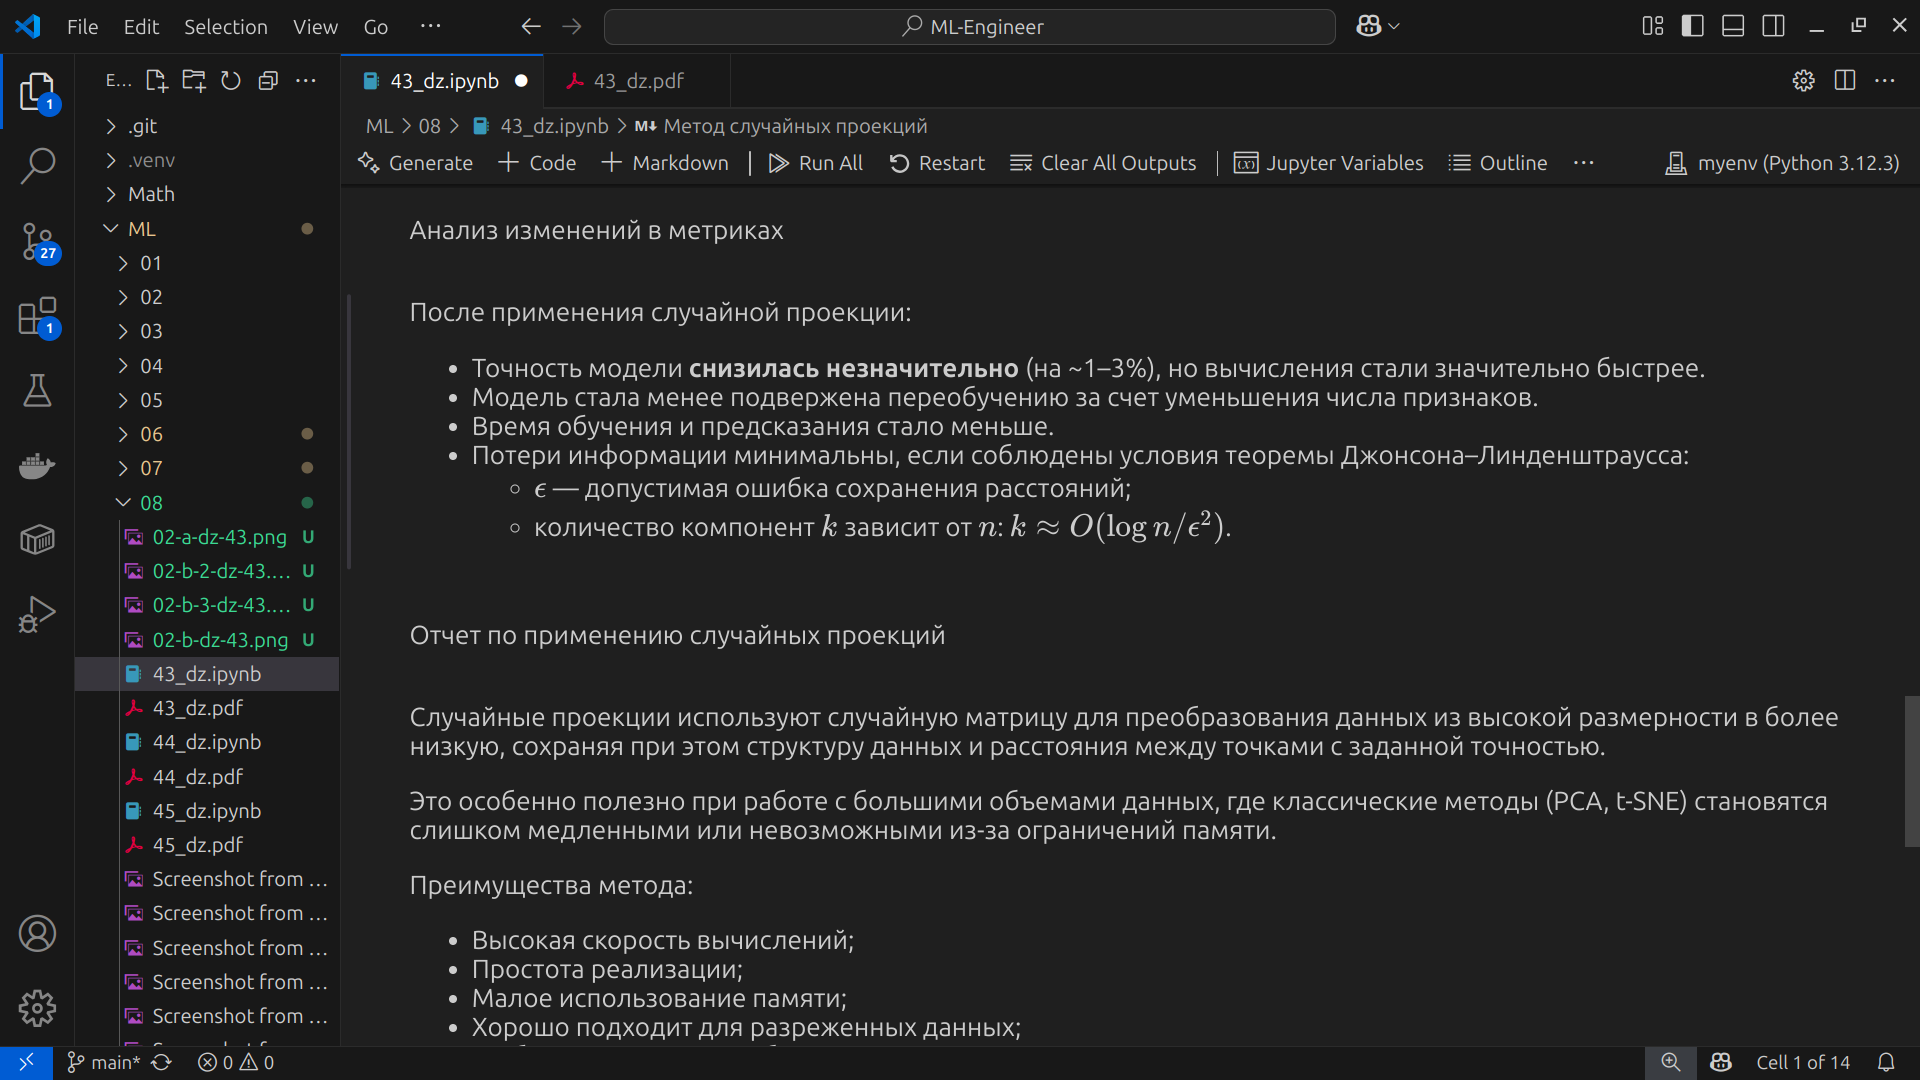 File Edit Selection View Go ···
ML-Engineer
E... ···
43_dz.ipynb
43_dz.pdf
···
ML > 08 > 43_dz.ipynb > M↓ Метод случайных проекций
Generate + Code + Markdown | Run All Restart Clear All Outputs | Jupyter Variables Outline ···
myenv (Python 3.12.3)
1
27
1
.git
.venv
Math
ML
01
02
03
04
05
06
07
08
02-a-dz-43.png U
02-b-2-dz-43.... U
02-b-3-dz-43.... U
02-b-dz-43.png U
43_dz.ipynb
43_dz.pdf
44_dz.ipynb
44_dz.pdf
45_dz.ipynb
45_dz.pdf
Screenshot from ...
Screenshot from ...
Screenshot from ...
Screenshot from ...
Screenshot from ...
Анализ изменений в метриках
После применения случайной проекции:
• Точность модели снизилась незначительно (на ~1–3%), но вычисления стали значительно быстрее.
• Модель стала менее подвержена переобучению за счет уменьшения числа признаков.
• Время обучения и предсказания стало меньше.
• Потери информации минимальны, если соблюдены условия теоремы Джонсона–Линденштраусса:
◦ ϵ — допустимая ошибка сохранения расстояний;
◦ количество компонент k зависит от n: k ≈ O(log n/ϵ²).
Отчет по применению случайных проекций
Случайные проекции используют случайную матрицу для преобразования данных из высокой размерности в более
низкую, сохраняя при этом структуру данных и расстояния между точками с заданной точностью.
Это особенно полезно при работе с большими объемами данных, где классические методы (PCA, t-SNE) становятся
слишком медленными или невозможными из-за ограничений памяти.
Преимущества метода:
• Высокая скорость вычислений;
• Простота реализации;
• Малое использование памяти;
• Хорошо подходит для разреженных данных;
main* 0 0
Cell 1 of 14